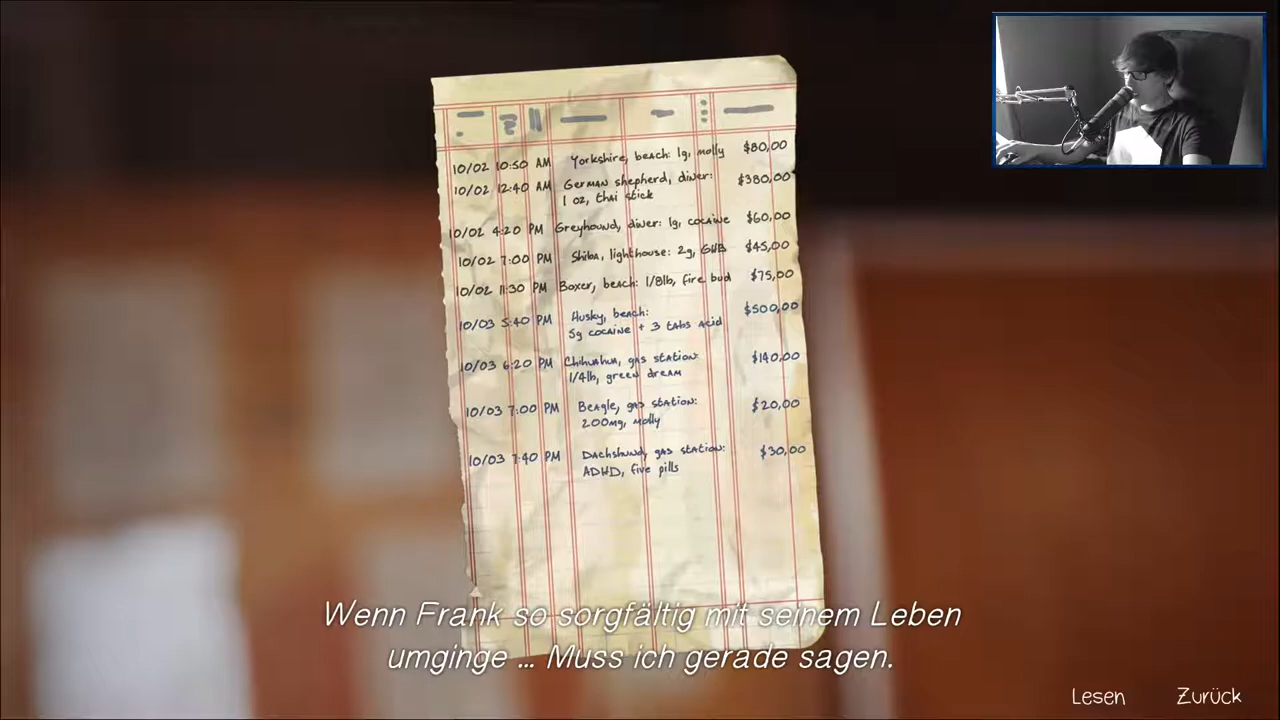 10/02 10:50 AM Yorkshire, beach: 1g, molly $80,00
10/02 12:40 AM German shepherd, diner: $380,00
1 oz, thai stick
10/02 4:20 PM Greyhound, diner: 1g, cocaine $60,00
10/02 7:00 PM Shiba, lighthouse: 2g, GHB $45,00
10/02 11:30 PM Boxer, beach: 1/8lb, fire bud $75,00
10/03 5:40 PM Husky, beach: $500,00
5g cocaine + 3 tabs acid
10/03 6:20 PM Chihuahua, gas station: $140,00
1/4lb, green dream
10/03 7:00 PM Beagle, gas station: $20,00
200mg, molly
10/03 7:40 PM Dachshund, gas station: $30,00
ADHD, five pills
Wenn Frank so sorgfältig mit seinem Leben
umginge ... Muss ich gerade sagen.
Lesen Zurück